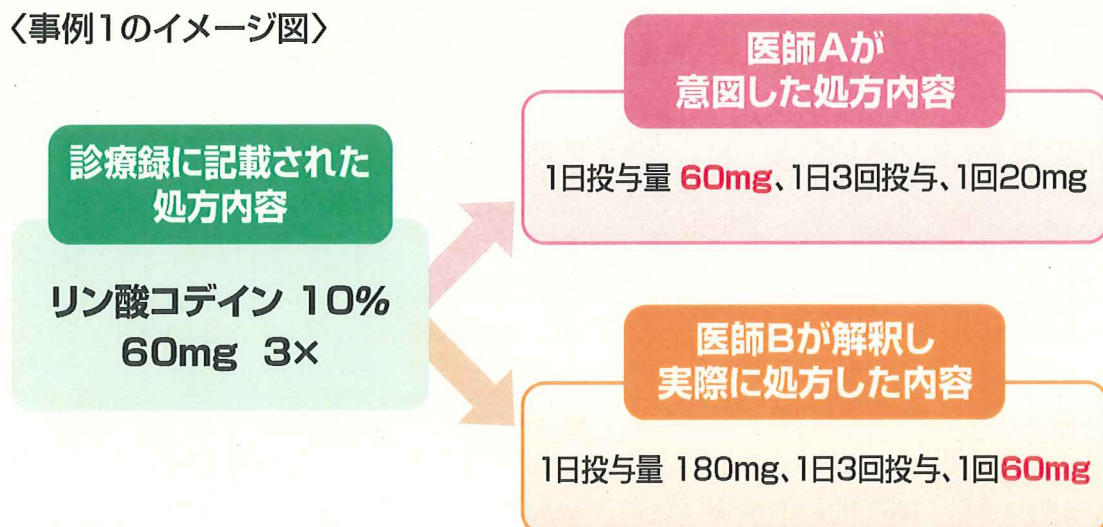 〈事例1のイメージ図〉
診療録に記載された
処方内容
リン酸コデイン 10%
60mg 3×
医師Aが
意図した処方内容
1日投与量 60mg、1日3回投与、1回20mg
医師Bが解釈し
実際に処方した内容
1日投与量 180mg、1日3回投与、1回60mg